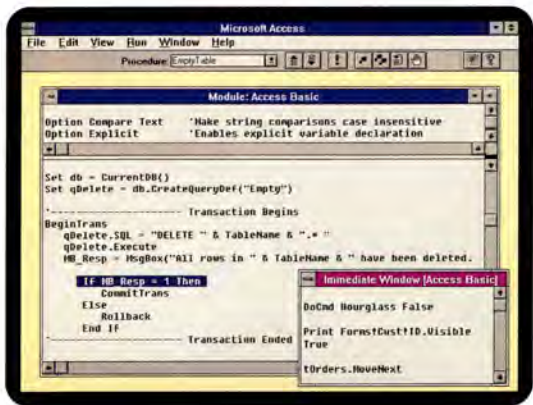 Microsoft Access
File Edit View Run Window Help
Procedure: EmptyTable
Module: Access Basic
Option Compare Text 'Make string comparisons case insensitive
Option Explicit 'Enables explicit variable declaration
Set db = CurrentDB()
Set qDelete = db.CreateQueryDef("Empty")
'-------------------- Transaction Begins
BeginTrans
qDelete.SQL = "DELETE " & TableName & ".* "
qDelete.Execute
MB_Resp = MsgBox("All rows in " & TableName & " have been deleted.
If MB_Resp = 1 Then
CommitTrans
Else
Rollback
End If
'-------------------- Transaction Ended
Immediate Window [Access Basic]
DoCmd Hourglass False
Print Forms!Cust!ID.Visible
True
tOrders.MoveNext